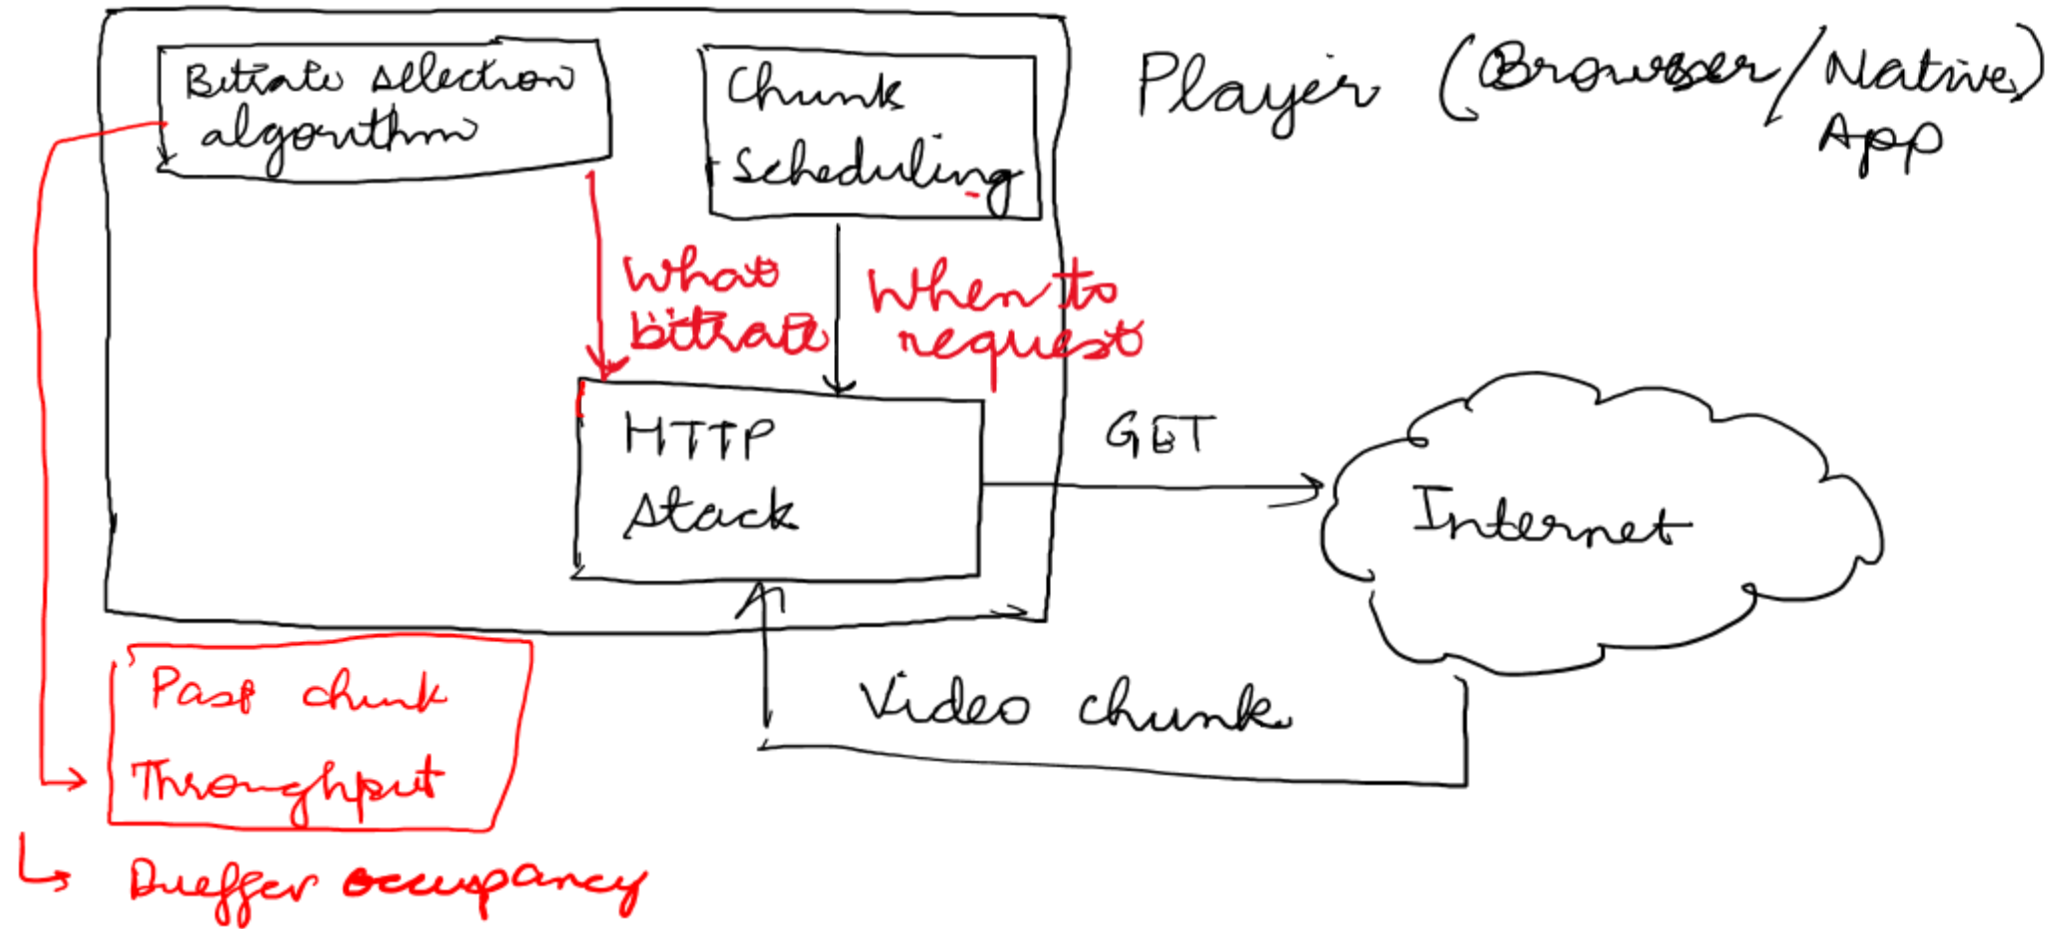 Bitrate selection
algorithm
Chunk
Scheduling
Player (Browser/Native)
App
What
bitrate
When to
request
HTTP
Stack
GET
Internet
Past chunk
Throughput
Video chunk
Bueffer occupancy